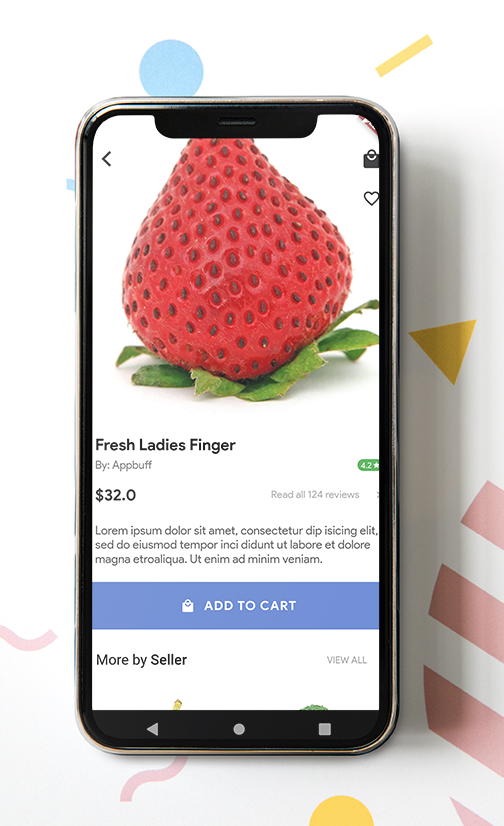 Fresh Ladies Finger
By: Appbuff
4.2★
$32.0
Read all 124 reviews
Lorem ipsum dolor sit amet, consectetur dip isicing elit,
sed do eiusmod tempor inci didunt ut labore et dolore
magna etroaliqua. Ut enim ad minim veniam.
ADD TO CART
More by Seller
VIEW ALL